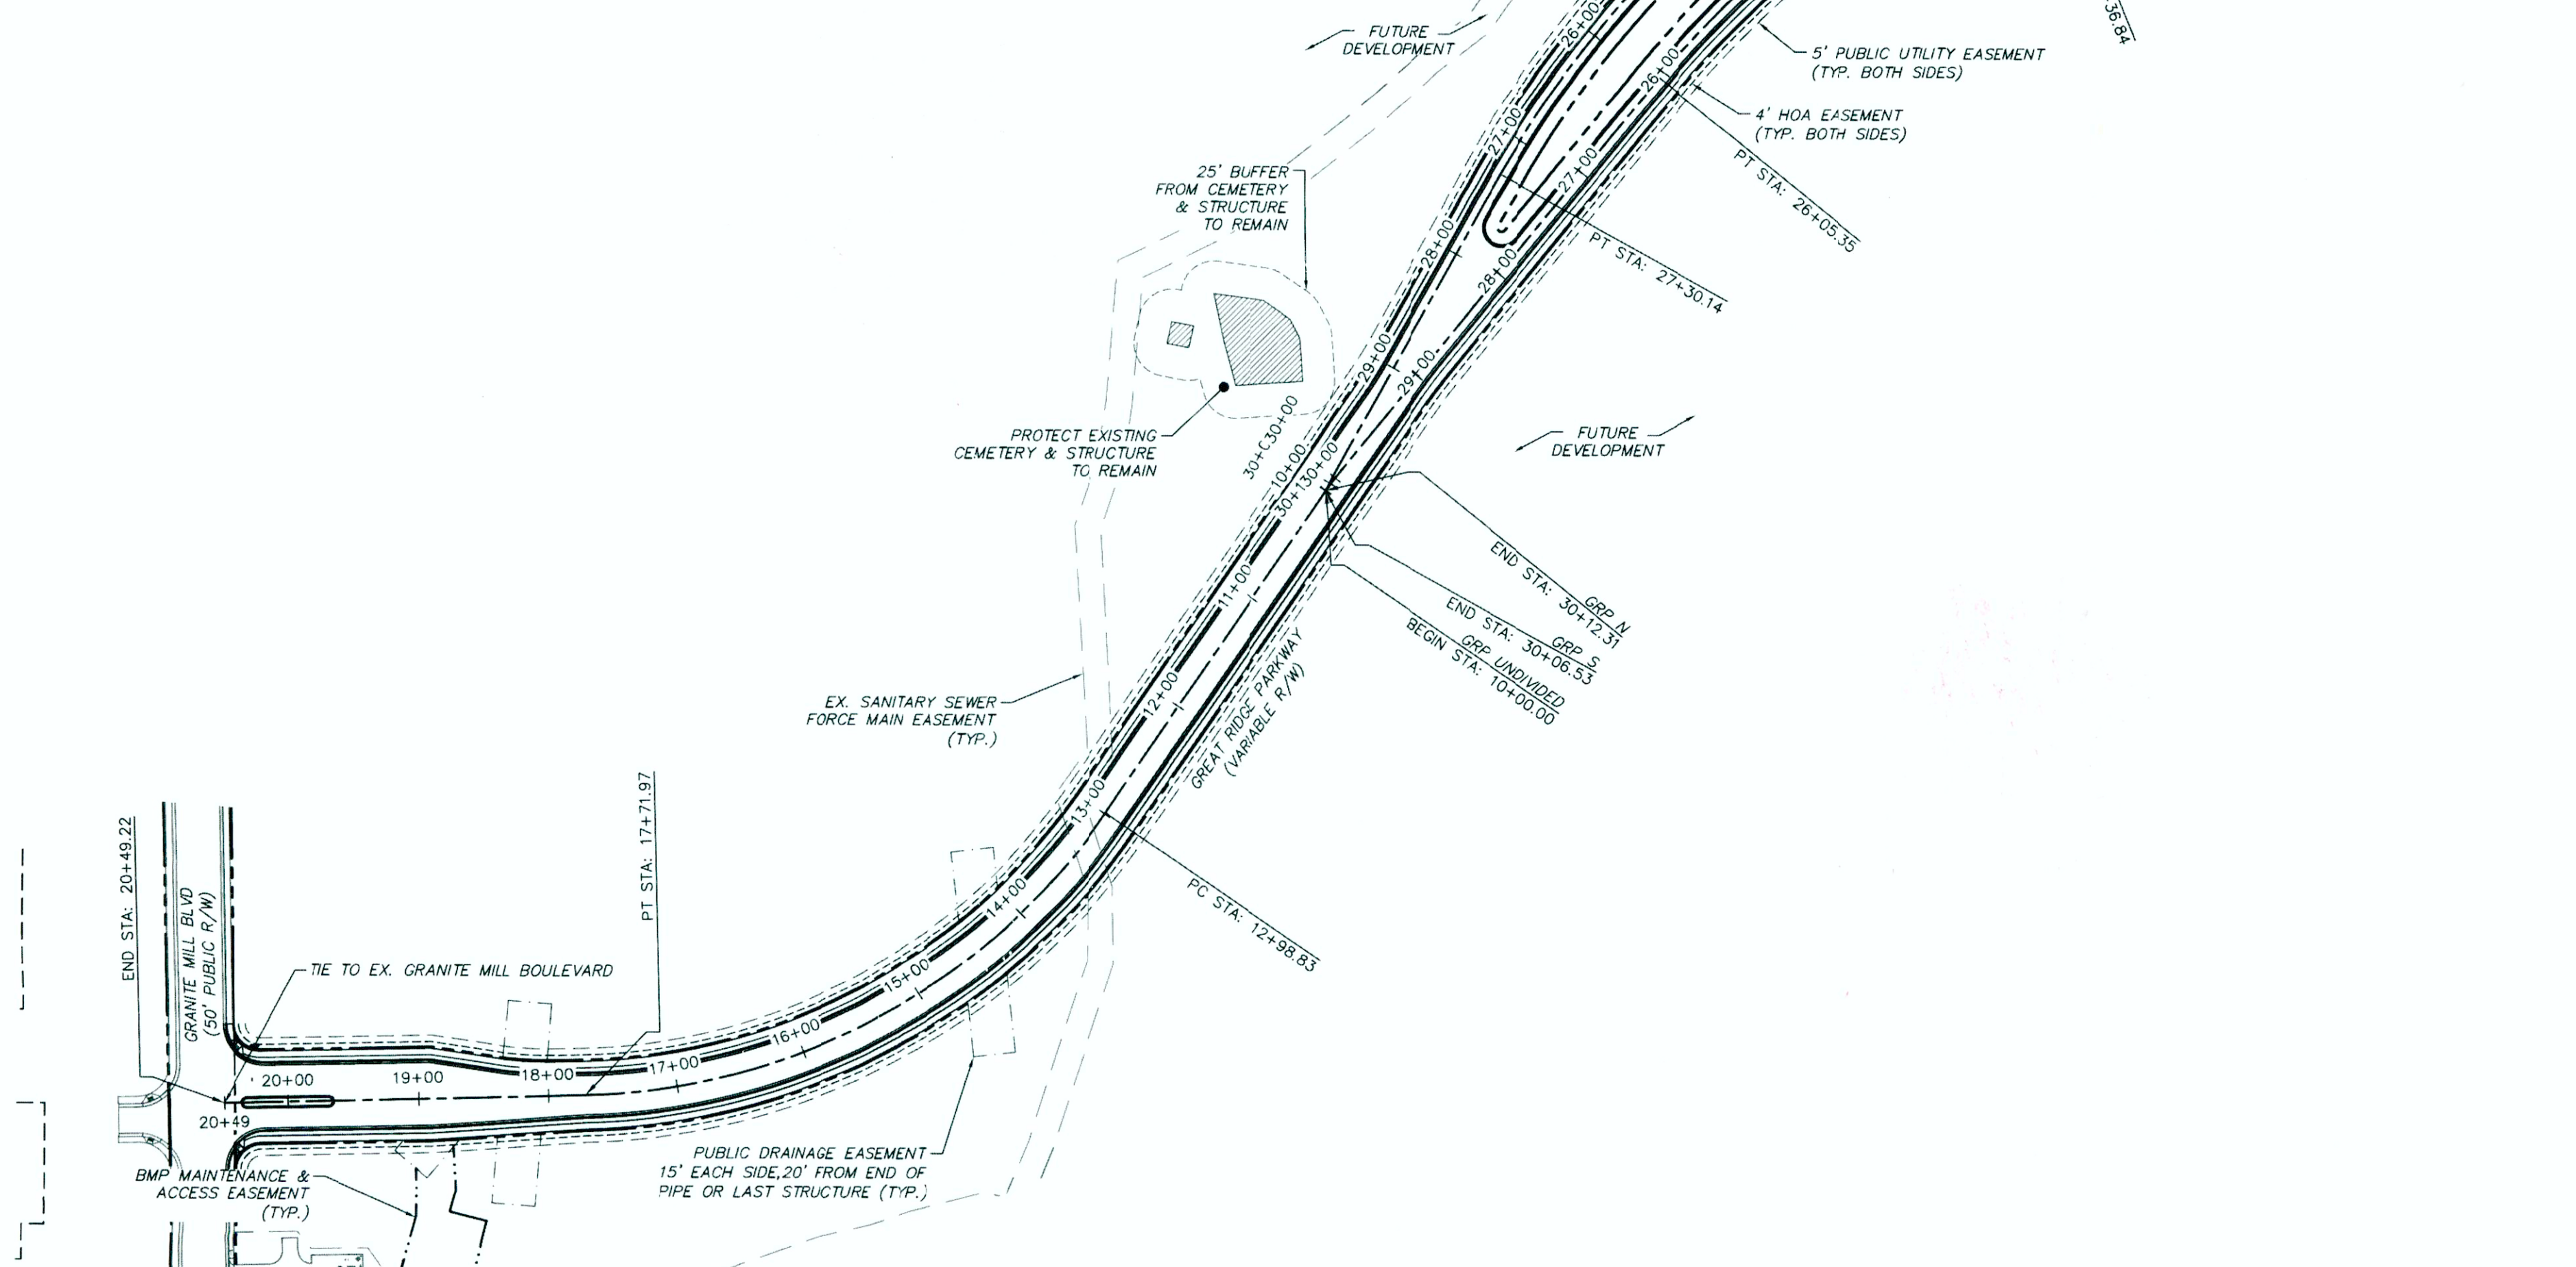 FUTURE
DEVELOPMENT
36.84
5' PUBLIC UTILITY EASEMENT
(TYP. BOTH SIDES)
4' HOA EASEMENT
(TYP. BOTH SIDES)
26+00
26+00
27+00
27+00
28+00
28+00
29+00
29+00
PT STA: 26+05.35
PT STA: 27+30.14
25' BUFFER
FROM CEMETERY
& STRUCTURE
TO REMAIN
PROTECT EXISTING
CEMETERY & STRUCTURE
TO REMAIN
30+C30+00
10+00
30+130+00
FUTURE
DEVELOPMENT
GRP N
END STA: 30+12.31
GRP S
END STA: 30+06.53
GRP UNDIVIDED
BEGIN STA: 10+00.00
11+00
12+00
GREAT RIDGE PARKWAY
(VARIABLE R/W)
EX. SANITARY SEWER
FORCE MAIN EASEMENT
(TYP.)
13+00
PC STA: 12+98.83
14+00
15+00
16+00
17+00
18+00
19+00
20+00
20+49
PT STA: 17+71.97
END STA: 20+49.22
GRANITE MILL BLVD
(50' PUBLIC R/W)
TIE TO EX. GRANITE MILL BOULEVARD
PUBLIC DRAINAGE EASEMENT
15' EACH SIDE,20' FROM END OF
PIPE OR LAST STRUCTURE (TYP.)
BMP MAINTENANCE &
ACCESS EASEMENT
(TYP.)